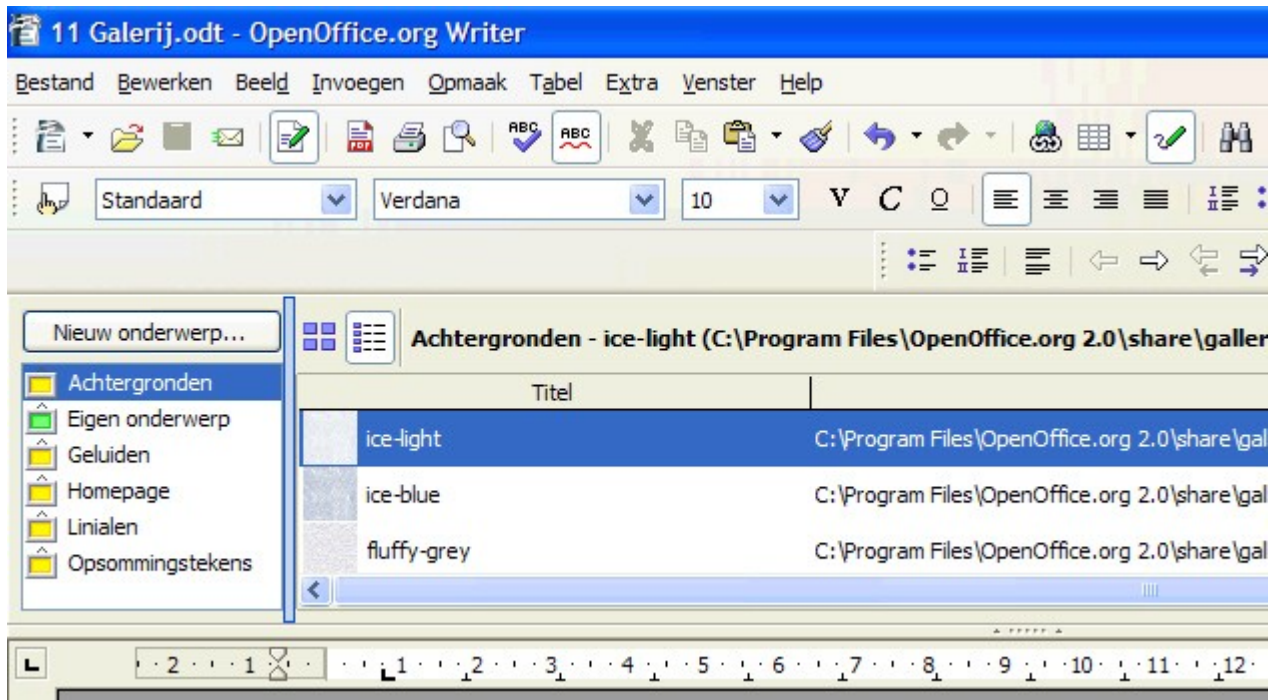 11 Galerij.odt - OpenOffice.org Writer
Bestand Bewerken Beeld Invoegen Opmaak Tabel Extra Venster Help
PDF ABC ABC
Standaard Verdana 10 V C O
Nieuw onderwerp... Achtergronden - ice-light (C:\Program Files\OpenOffice.org 2.0\share\galler
Achtergronden
Eigen onderwerp
Geluiden
Homepage
Linialen
Opsommingstekens
Titel
ice-light C:\Program Files\OpenOffice.org 2.0\share\gal
ice-blue C:\Program Files\OpenOffice.org 2.0\share\gal
fluffy-grey C:\Program Files\OpenOffice.org 2.0\share\gal
2 1 1 2 3 4 5 6 7 8 9 10 11 12